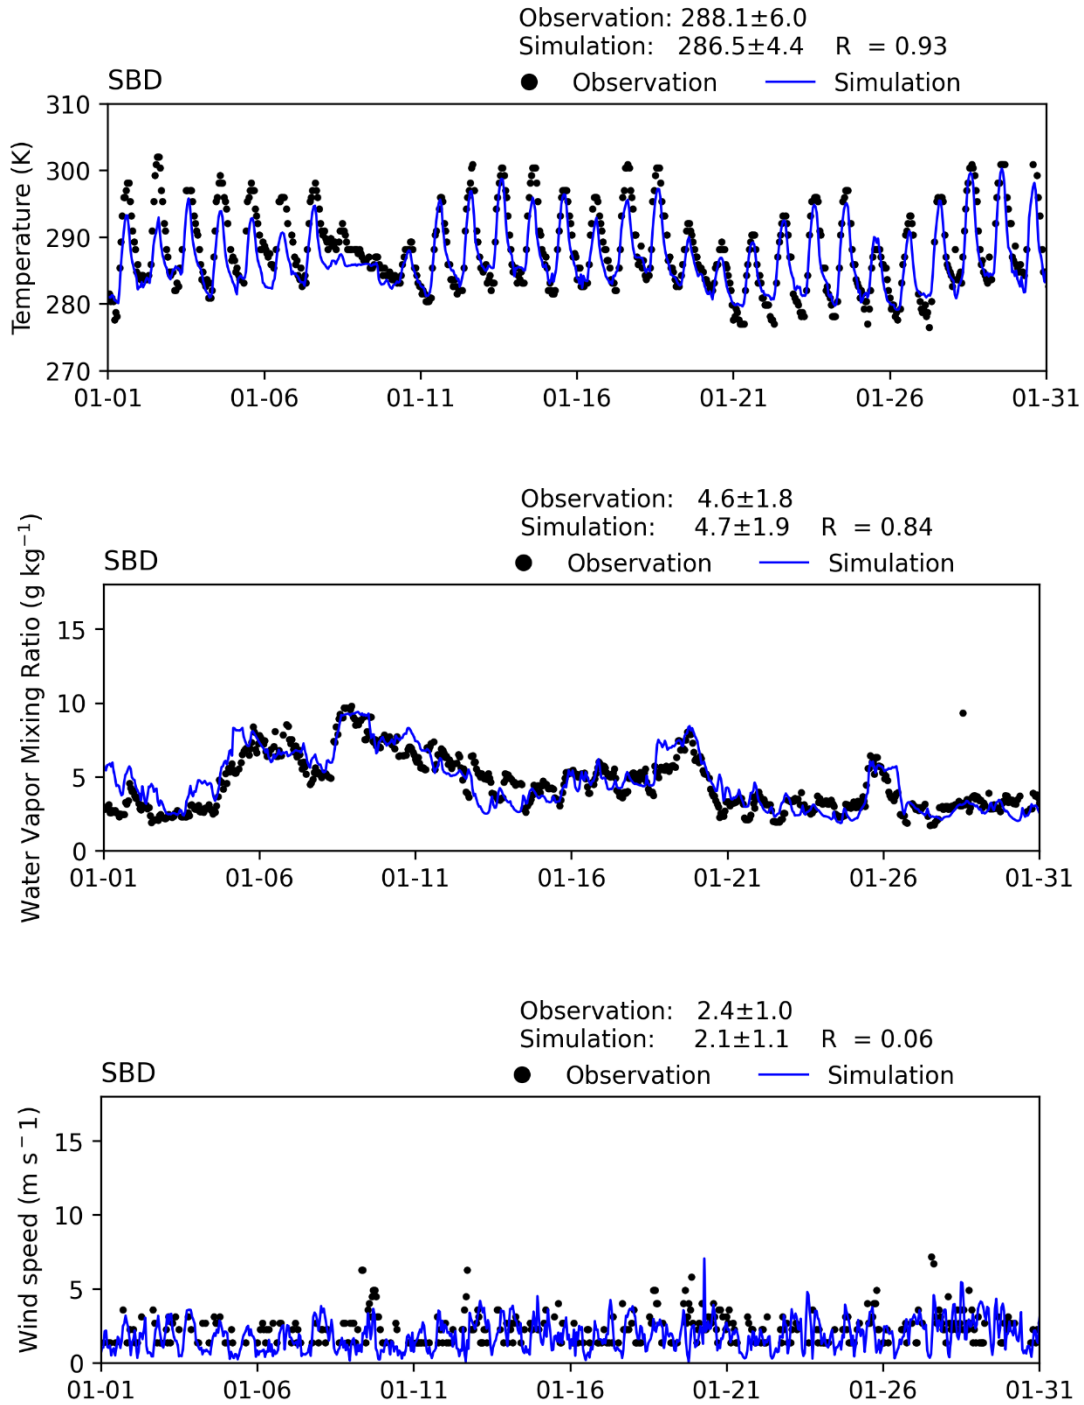 Observation: 288.1±6.0
Simulation: 286.5±4.4 R = 0.93
SBD
Observation Simulation
Temperature (K)
310
300
290
280
270
01-01 01-06 01-11 01-16 01-21 01-26 01-31
Observation: 4.6±1.8
Simulation: 4.7±1.9 R = 0.84
SBD
Observation Simulation
Water Vapor Mixing Ratio (g kg⁻¹)
15
10
5
0
01-01 01-06 01-11 01-16 01-21 01-26 01-31
Observation: 2.4±1.0
Simulation: 2.1±1.1 R = 0.06
SBD
Observation Simulation
Wind speed (m s⁻1)
15
10
5
0
01-01 01-06 01-11 01-16 01-21 01-26 01-31